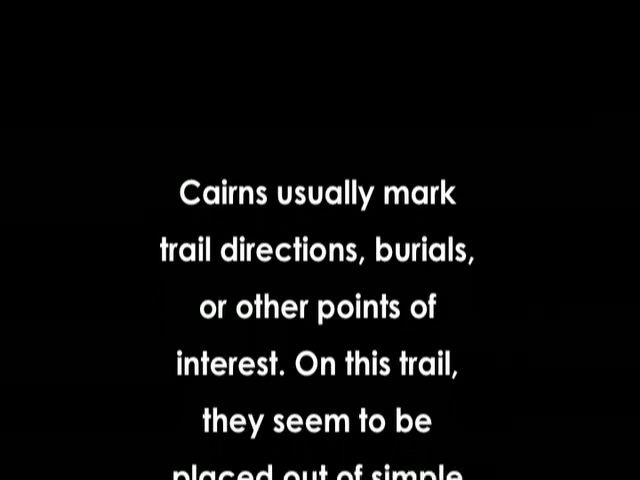 Cairns usually mark
trail directions, burials,
or other points of
interest. On this trail,
they seem to be
placed out of simple